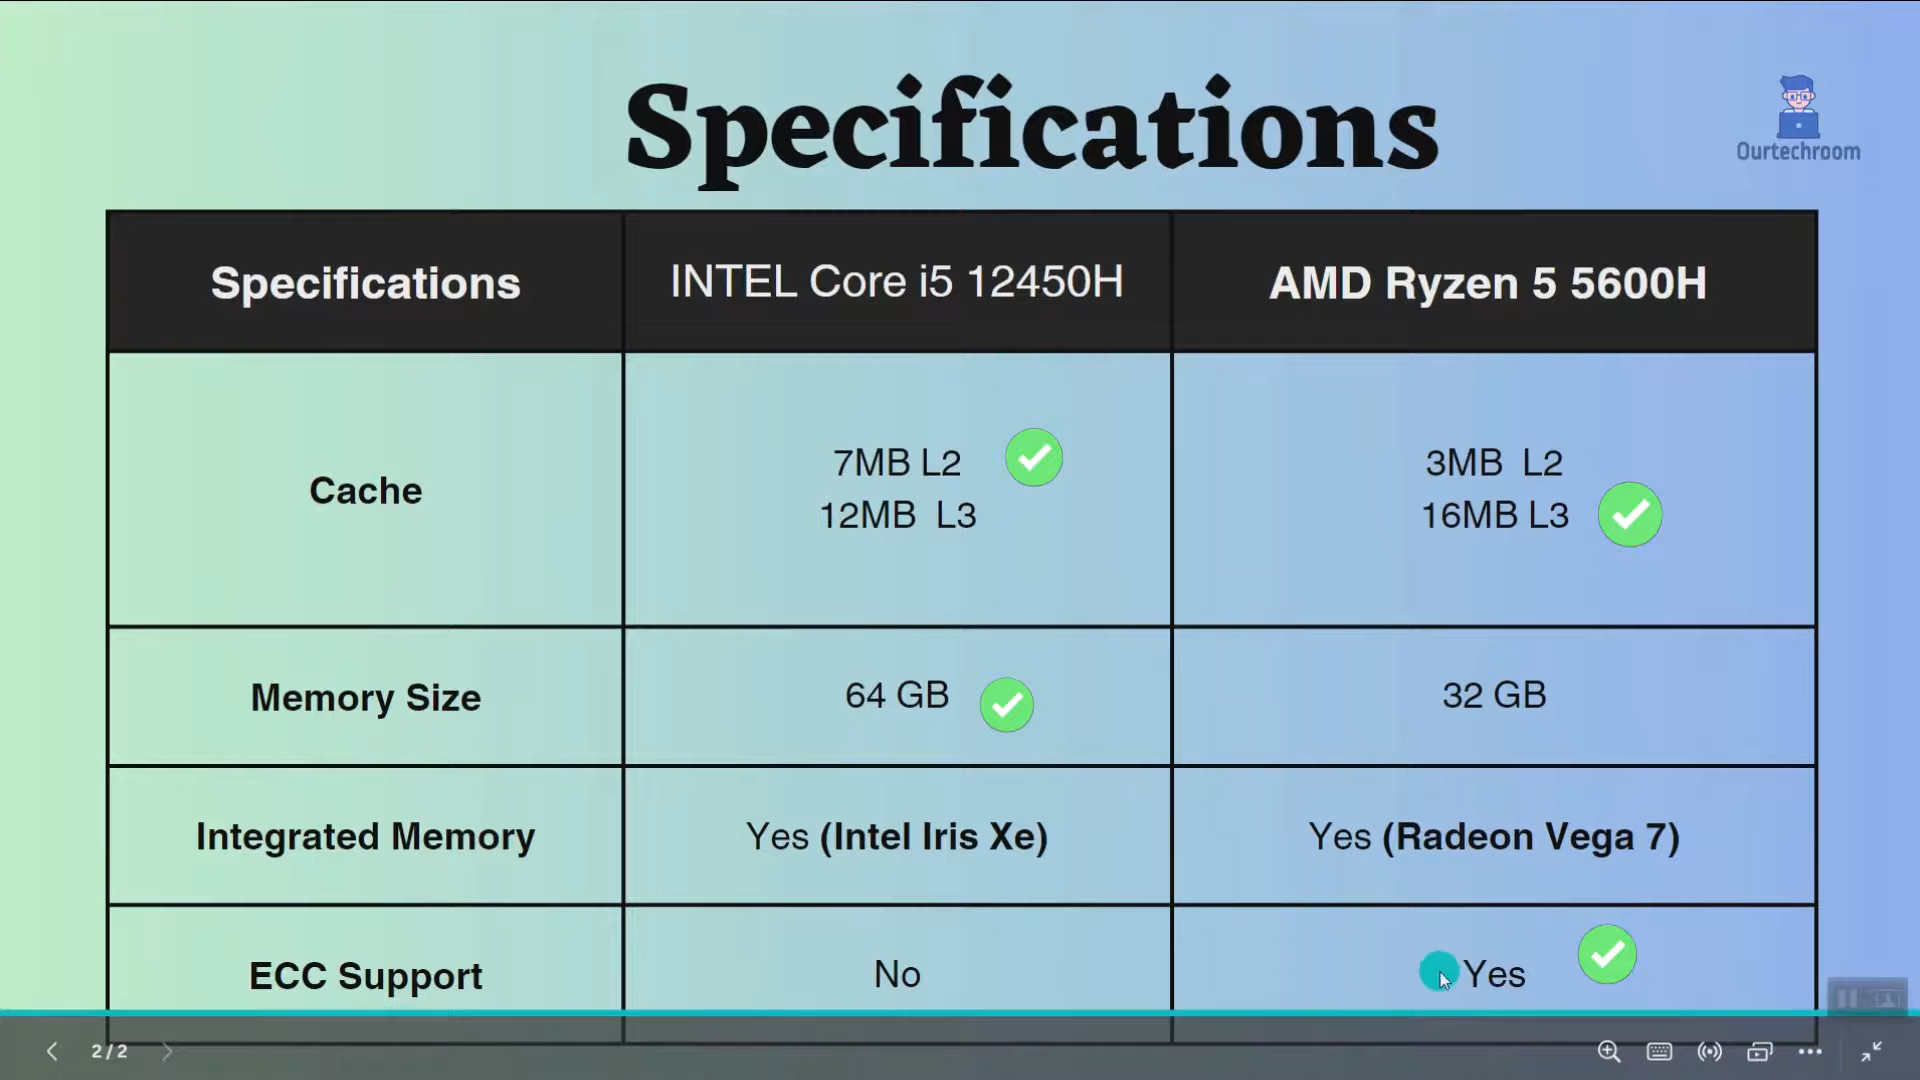 Specifications
Ourtechroom
Specifications INTEL Core i5 12450H AMD Ryzen 5 5600H
Cache
7MB L2
12MB L3
3MB L2
16MB L3
Memory Size 64 GB 32 GB
Integrated Memory Yes (Intel Iris Xe) Yes (Radeon Vega 7)
ECC Support No Yes
2/2